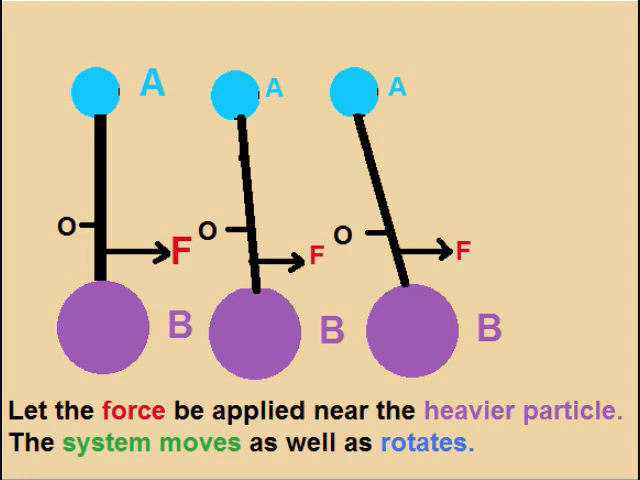 A A A
O F O F O F
B B B
Let the force be applied near the heavier particle.
The system moves as well as rotates.